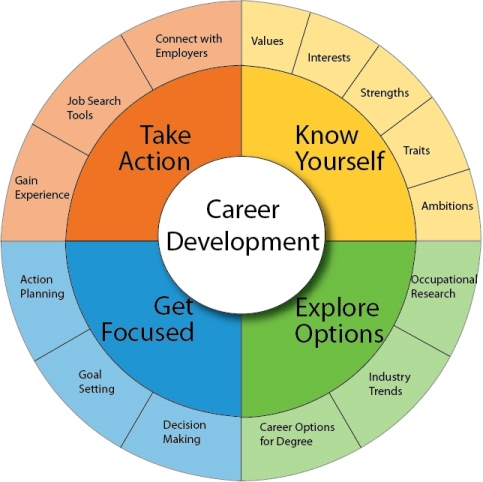 Connect with
Employers
Values
Interests
Strengths
Traits
Ambitions
Job Search
Tools
Gain
Experience
Take
Action
Know
Yourself
Career
Development
Get
Focused
Explore
Options
Action
Planning
Goal
Setting
Decision
Making
Occupational
Research
Industry
Trends
Career Options
for Degree